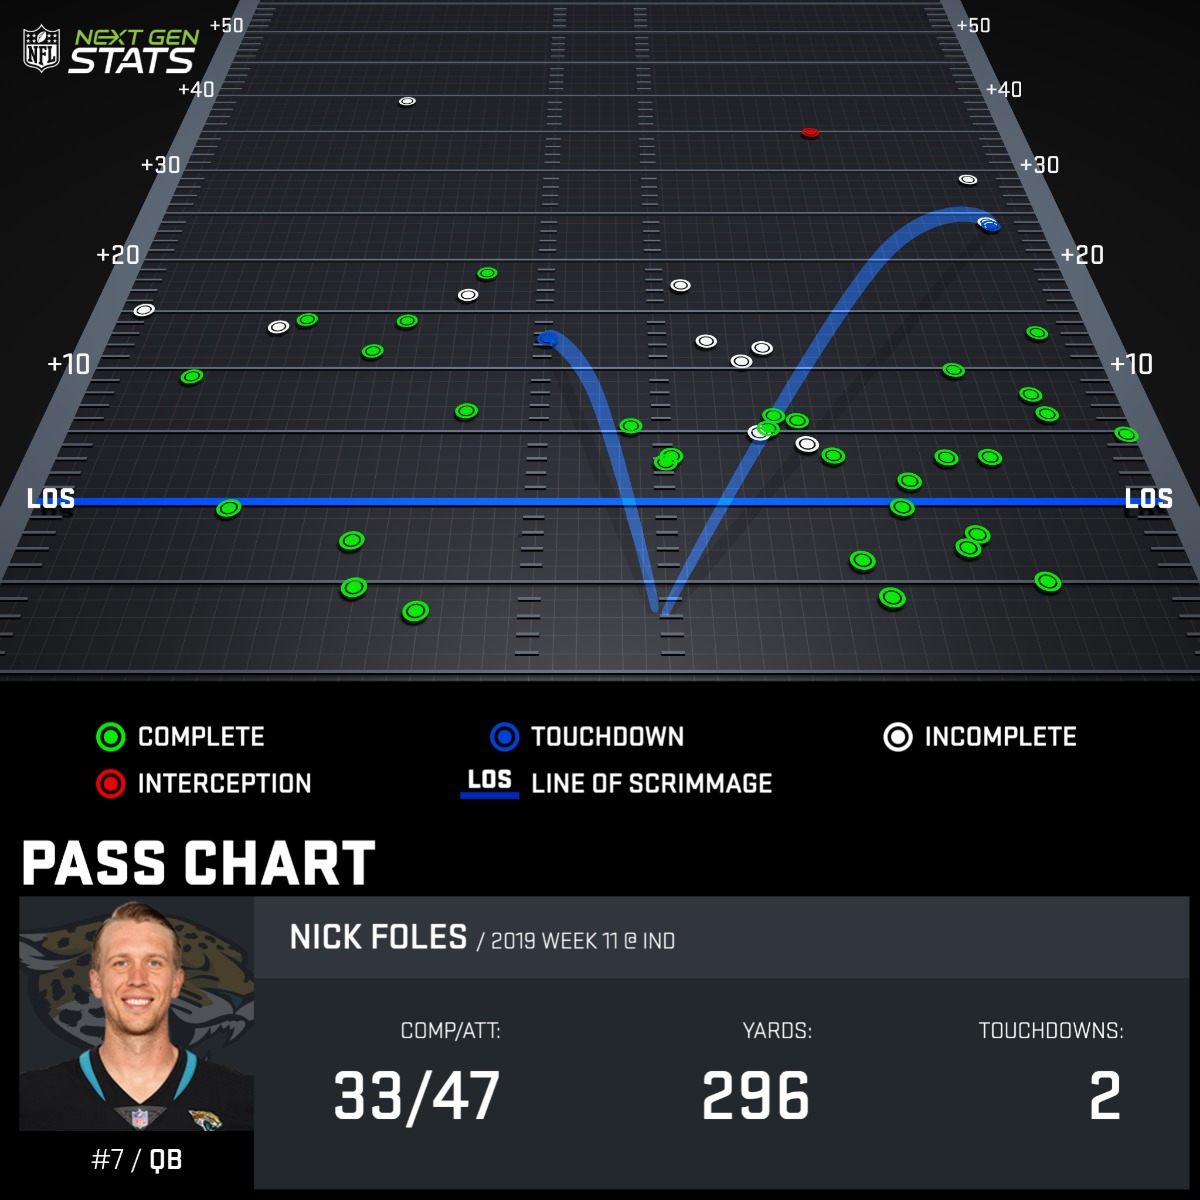 +50 +50
NFL NEXT GEN
STATS
+40 +40
+30 +30
+20 +20
+10 +10
LOS LOS
COMPLETE TOUCHDOWN INCOMPLETE
INTERCEPTION LOS LINE OF SCRIMMAGE
PASS CHART
NICK FOLES / 2019 WEEK 11 @ IND
COMP/ATT: YARDS: TOUCHDOWNS:
33/47 296 2
#7 / QB